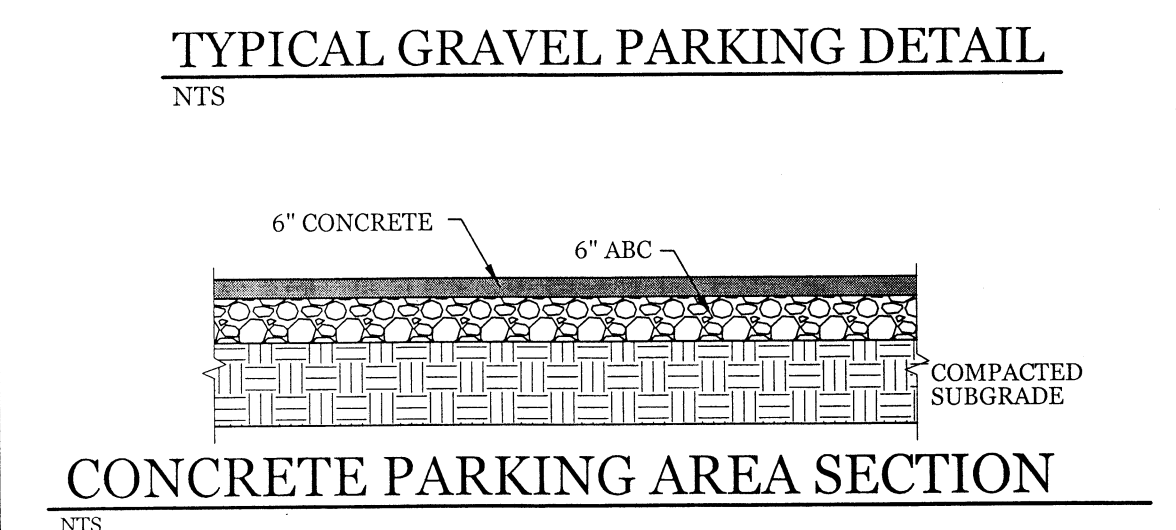 TYPICAL GRAVEL PARKING DETAIL
NTS
6" CONCRETE
6" ABC
COMPACTED
SUBGRADE
CONCRETE PARKING AREA SECTION
NTS